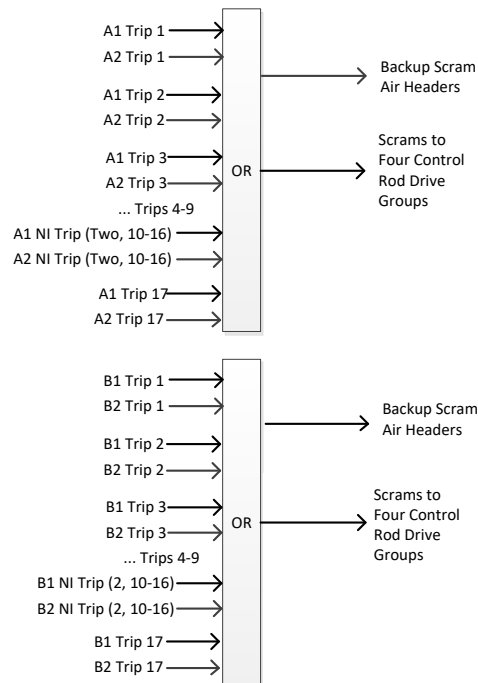 A1 Trip 1
A2 Trip 1
A1 Trip 2
A2 Trip 2
A1 Trip 3
A2 Trip 3
... Trips 4-9
A1 NI Trip (Two, 10-16)
A2 NI Trip (Two, 10-16)
A1 Trip 17
A2 Trip 17
OR
Backup Scram
Air Headers
Scrams to
Four Control
Rod Drive
Groups
B1 Trip 1
B2 Trip 1
B1 Trip 2
B2 Trip 2
B1 Trip 3
B2 Trip 3
... Trips 4-9
B1 NI Trip (2, 10-16)
B2 NI Trip (2, 10-16)
B1 Trip 17
B2 Trip 17
OR
Backup Scram
Air Headers
Scrams to
Four Control
Rod Drive
Groups